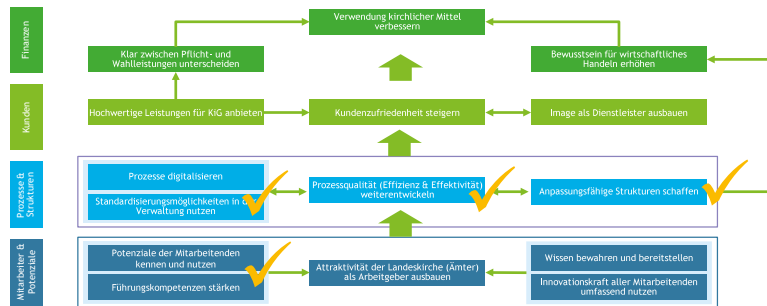 Finanzen
Verwendung kirchlicher Mittel
verbessern
Klar zwischen Pflicht- und
Wahlleistungen unterscheiden
Bewusstsein für wirtschaftliches
Handeln erhöhen
Kunden
Hochwertige Leistungen für KiG anbieten
Kundenzufriedenheit steigern
Image als Dienstleister ausbauen
Prozesse &
Strukturen
Prozesse digitalisieren
Standardisierungsmöglichkeiten in der
Verwaltung nutzen
Prozessqualität (Effizienz & Effektivität)
weiterentwickeln
Anpassungsfähige Strukturen schaffen
Mitarbeiter &
Potenziale
Potenziale der Mitarbeitenden
kennen und nutzen
Führungskompetenzen stärken
Attraktivität der Landeskirche (Ämter)
als Arbeitgeber ausbauen
Wissen bewahren und bereitstellen
Innovationskraft aller Mitarbeitenden
umfassend nutzen